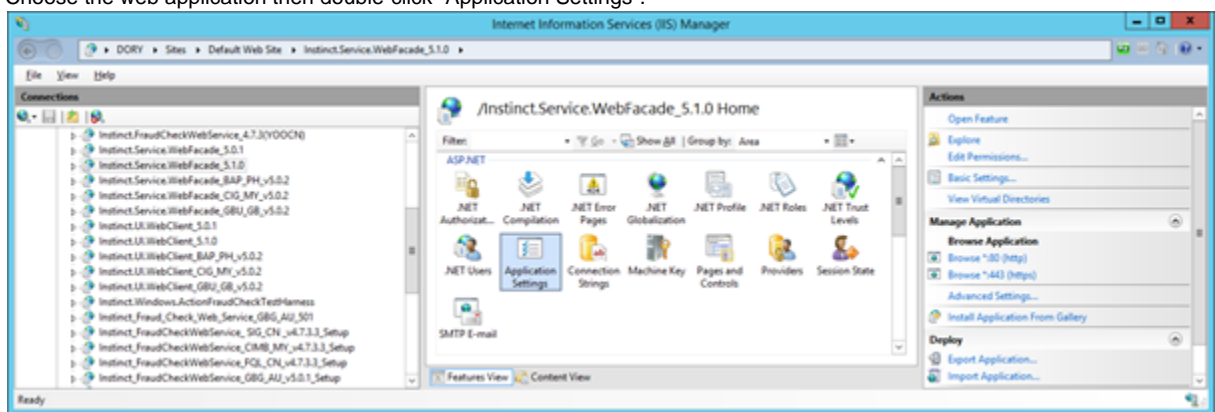 Choose the web application then double-click "Application Settings".
Internet Information Services (IIS) Manager
DORY ▸ Sites ▸ Default Web Site ▸ Instinct.Service.WebFacade_5.1.0 ▸
File View Help
Connections
Instinct.FraudCheckWebService_4.7.3(YOOCN)
Instinct.Service.WebFacade_5.0.1
Instinct.Service.WebFacade_5.1.0
Instinct.Service.WebFacade_BAP_PH_v5.0.2
Instinct.Service.WebFacade_CIG_MY_v5.0.2
Instinct.Service.WebFacade_GBU_GB_v5.0.2
Instinct.UI.WebClient_5.0.1
Instinct.UI.WebClient_5.1.0
Instinct.UI.WebClient_BAP_PH_v5.0.2
Instinct.UI.WebClient_CIG_MY_v5.0.2
Instinct.UI.WebClient_GBU_GB_v5.0.2
Instinct.Windows.ActionFraudCheckTestHarness
Instinct_Fraud_Check_Web_Service_GBG_AU_501
Instinct_FraudCheckWebService_ SIG_CN _v4.7.3.3_Setup
Instinct_FraudCheckWebService_CIMB_MY_v4.7.3.3_Setup
Instinct_FraudCheckWebService_FQL_CN_v4.7.3.3_Setup
Instinct_FraudCheckWebService_GBG_AU_v5.0.1_Setup
/Instinct.Service.WebFacade_5.1.0 Home
Filter: Go Show All Group by: Area
ASP.NET
.NET Authorizat...
.NET Compilation
.NET Error Pages
.NET Globalization
.NET Profile
.NET Roles
.NET Trust Levels
.NET Users
Application Settings
Connection Strings
Machine Key
Pages and Controls
Providers
Session State
SMTP E-mail
Features View Content View
Actions
Open Feature
Explore
Edit Permissions...
Basic Settings...
View Virtual Directories
Manage Application
Browse Application
Browse *:80 (http)
Browse *:443 (https)
Advanced Settings...
Install Application From Gallery
Deploy
Export Application...
Import Application...
Ready